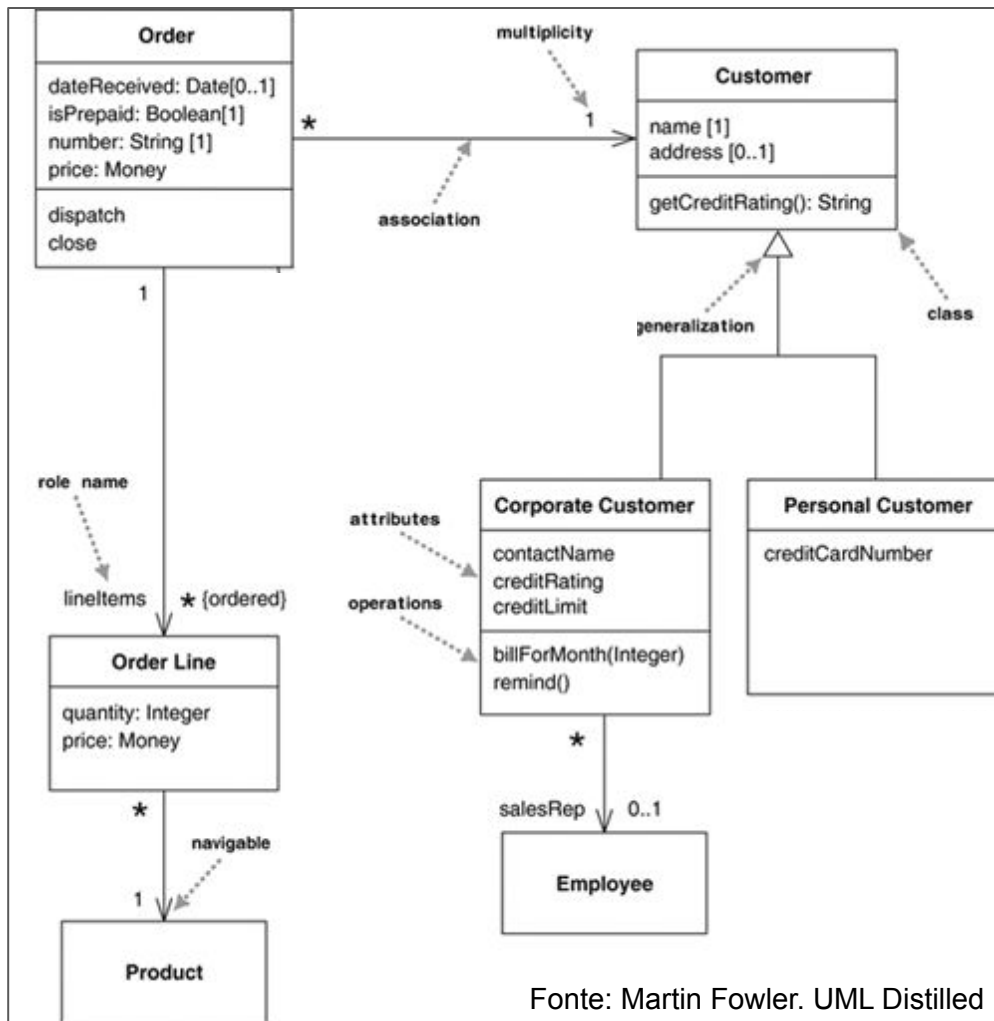 Order
dateReceived: Date[0..1]
isPrepaid: Boolean[1]
number: String [1]
price: Money
dispatch
close
*
1
multiplicity
association
Customer
name [1]
address [0..1]
getCreditRating(): String
generalization
class
1
role name
lineItems
* {ordered}
Order Line
quantity: Integer
price: Money
*
navigable
1
Product
attributes
operations
Corporate Customer
contactName
creditRating
creditLimit
billForMonth(Integer)
remind()
Personal Customer
creditCardNumber
*
salesRep 0..1
Employee
Fonte: Martin Fowler. UML Distilled